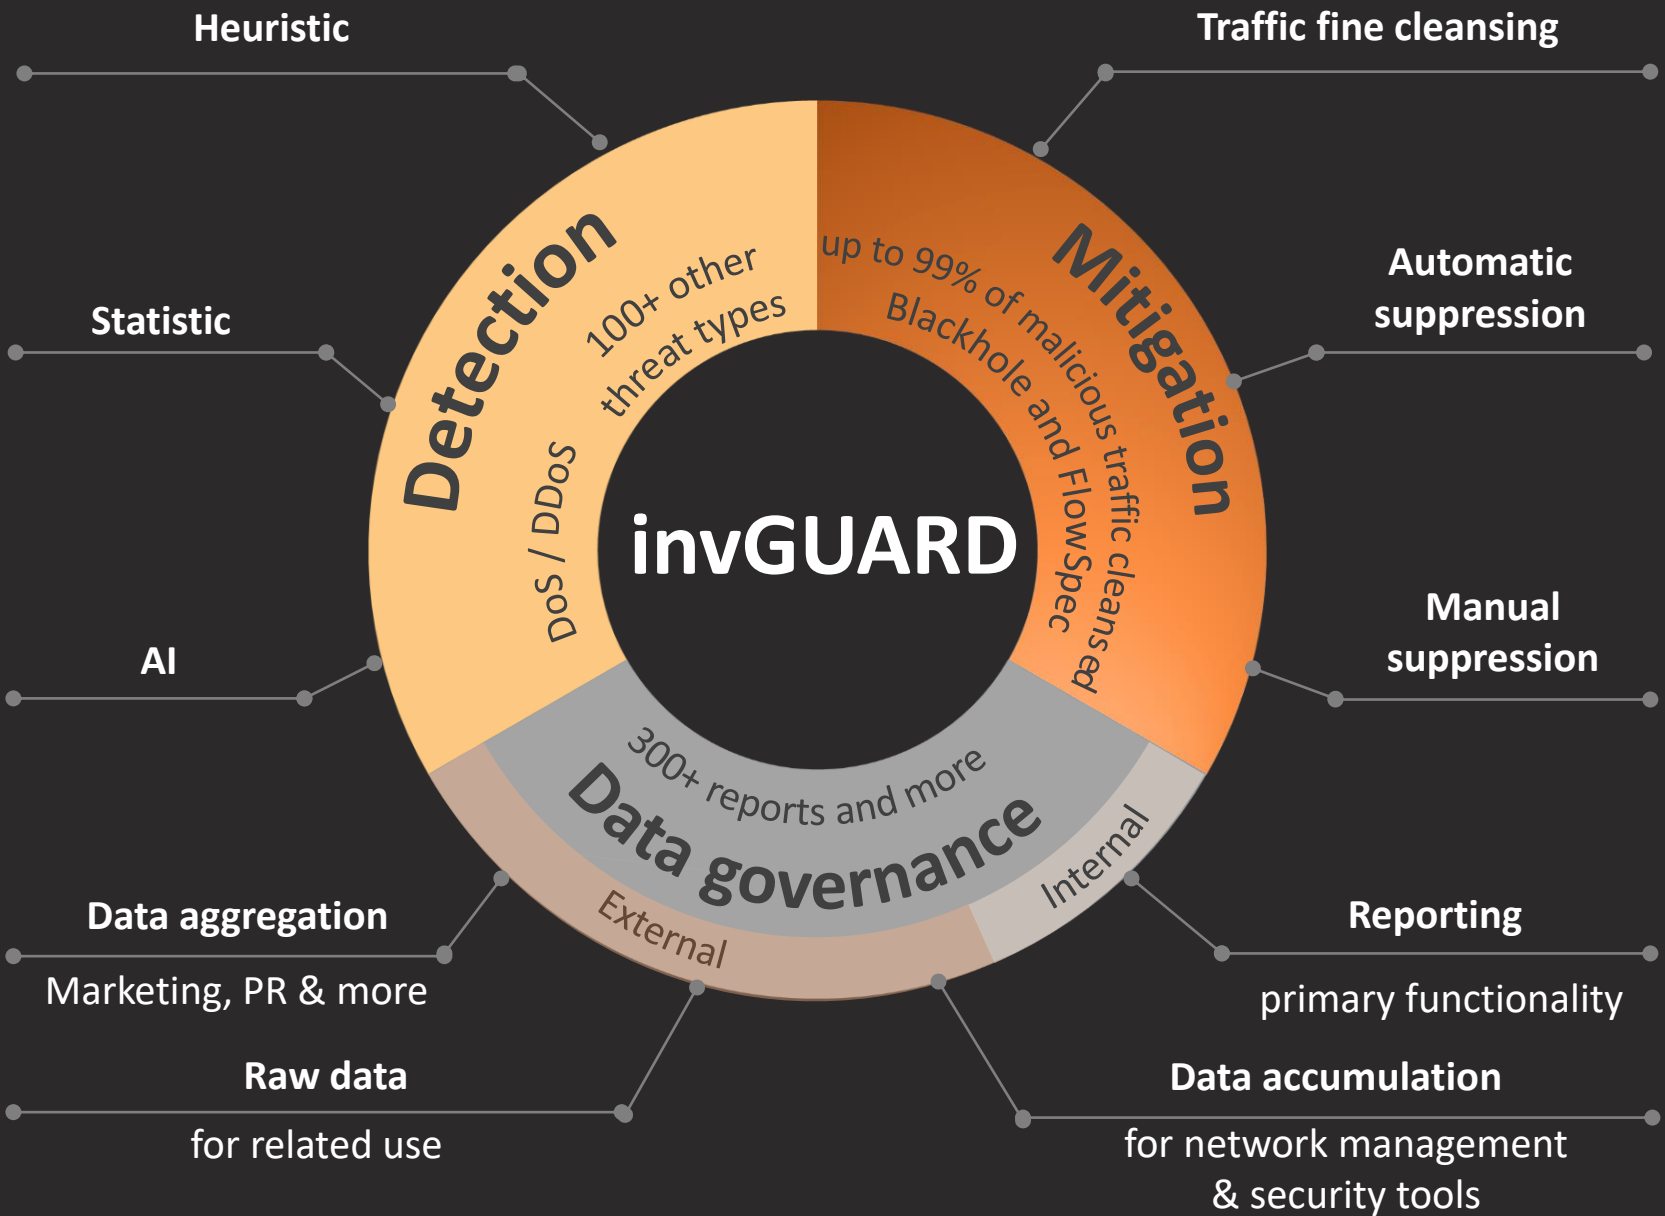 Heuristic
Traffic fine cleansing
Statistic
Automatic
suppression
AI
Manual
suppression
Detection
100+ other
threat types
DoS / DDoS
Mitigation
up to 99% of malicious traffic cleansed
Blackhole and FlowSpec
invGUARD
300+ reports and more
Data governance
External
Internal
Data aggregation
Marketing, PR & more
Reporting
primary functionality
Raw data
for related use
Data accumulation
for network management
& security tools